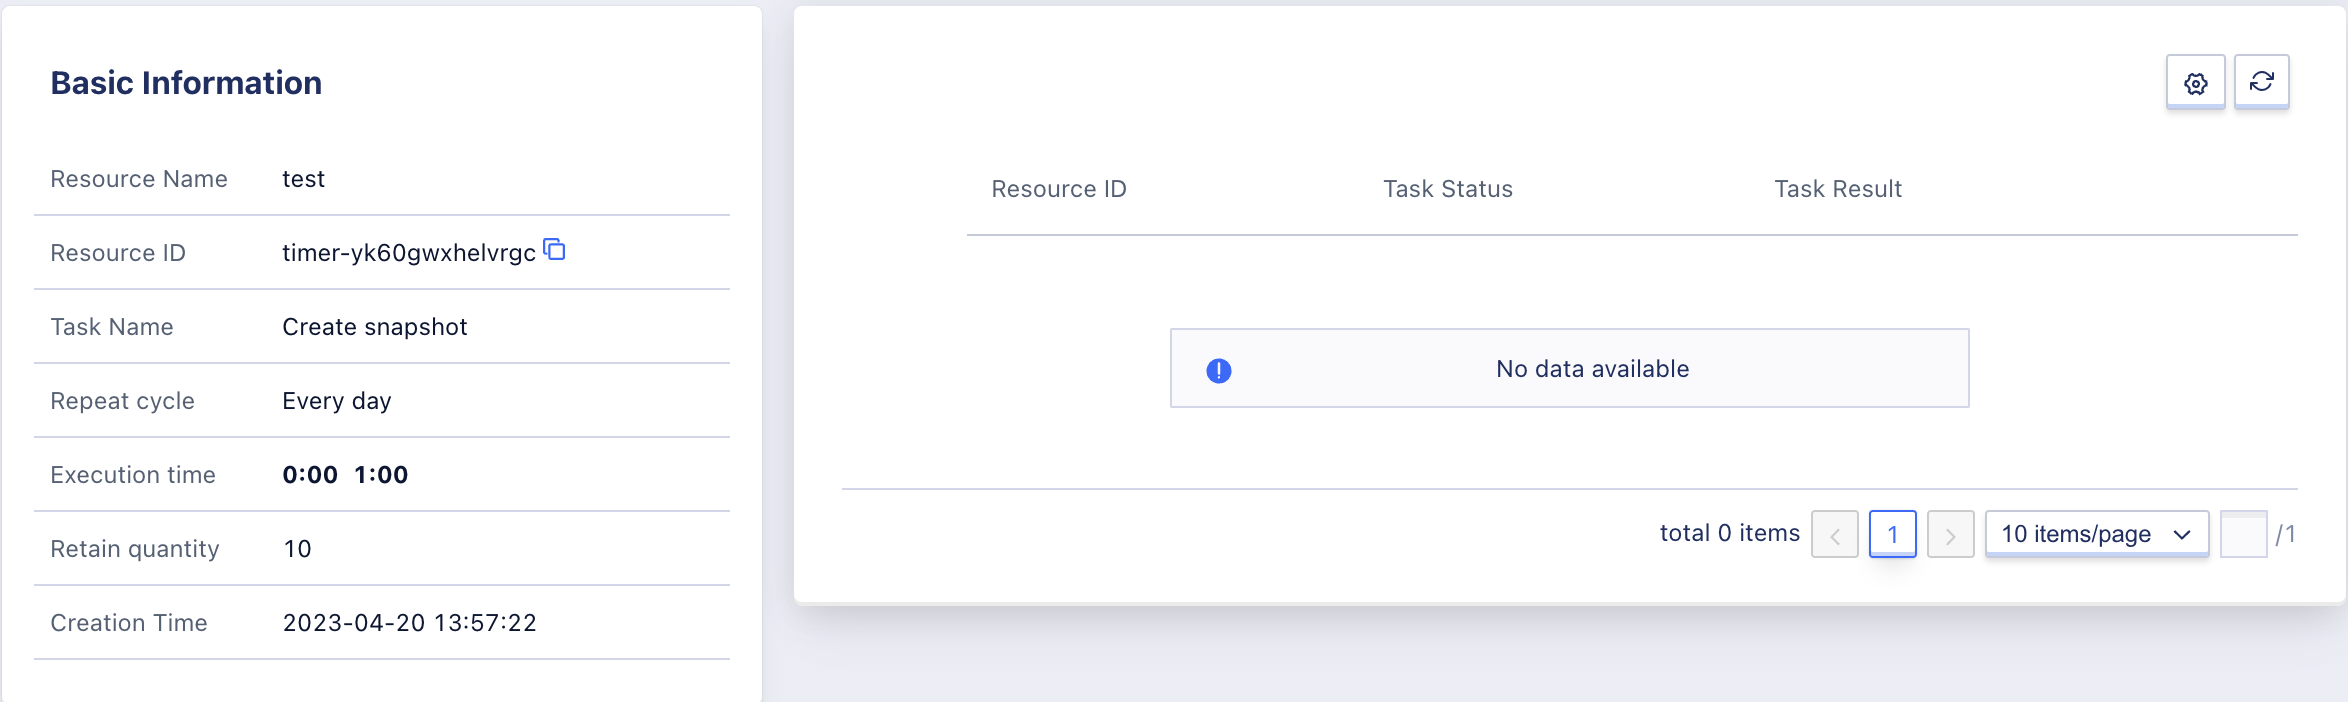 Basic Information
Resource Name test
Resource ID timer-yk60gwxhelvrgc
Task Name Create snapshot
Repeat cycle Every day
Execution time 0:00 1:00
Retain quantity 10
Creation Time 2023-04-20 13:57:22
Resource ID Task Status Task Result
No data available
total 0 items 1 10 items/page /1